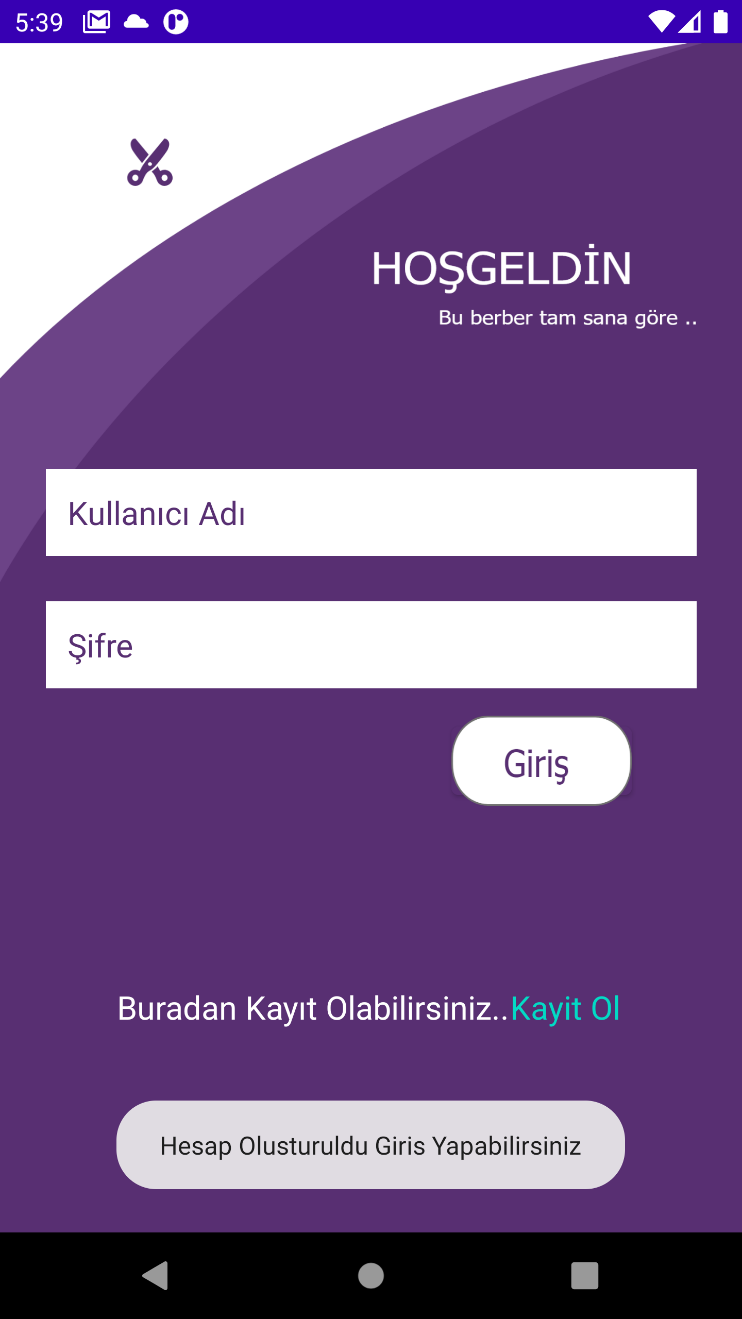 5:39
HOŞGELDİN
Bu berber tam sana göre ..
Kullanıcı Adı
Şifre
Giriş
Buradan Kayıt Olabilirsiniz..Kayit Ol
Hesap Olusturuldu Giris Yapabilirsiniz